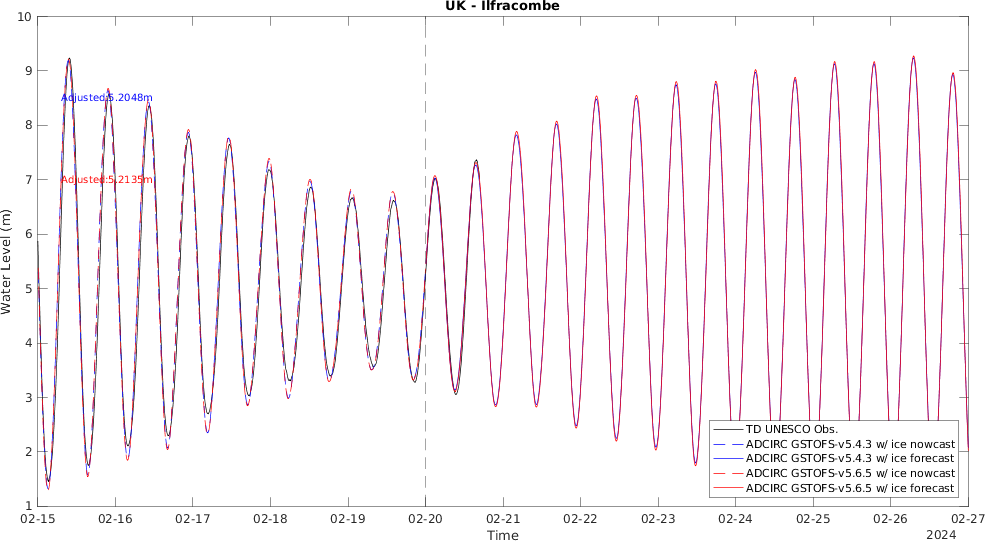 UK - Ilfracombe
10
9
8
7
6
5
4
3
2
1
Water Level (m)
Adjusted:5.2048m
Adjusted:5.2135m
TD UNESCO Obs.
ADCIRC GSTOFS-v5.4.3 w/ ice nowcast
ADCIRC GSTOFS-v5.4.3 w/ ice forecast
ADCIRC GSTOFS-v5.6.5 w/ ice nowcast
ADCIRC GSTOFS-v5.6.5 w/ ice forecast
02-15 02-16 02-17 02-18 02-19 02-20 02-21 02-22 02-23 02-24 02-25 02-26 02-27
Time
2024